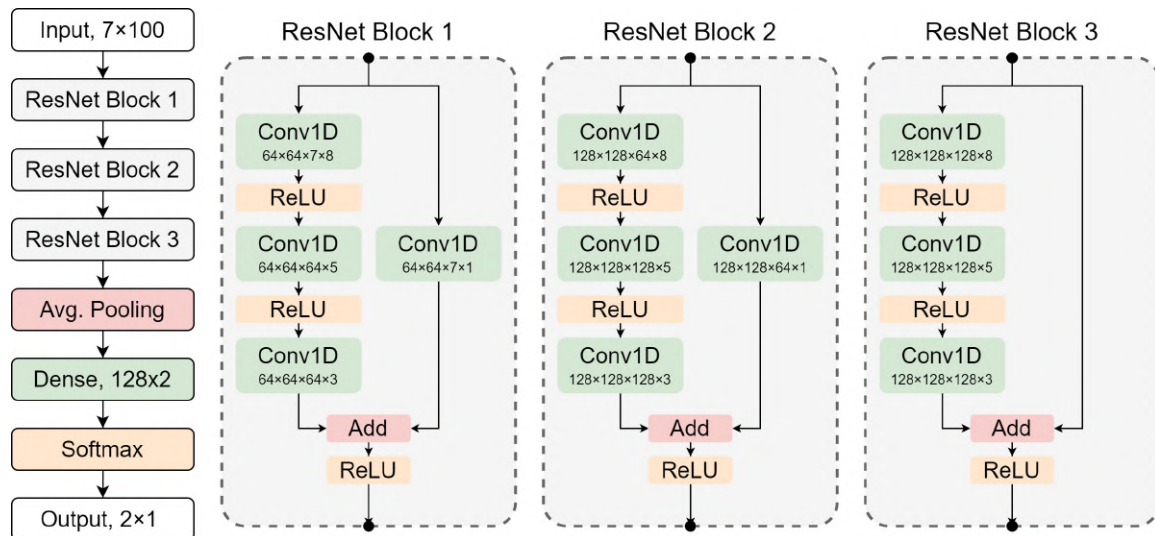 Input, 7×100
ResNet Block 1
ResNet Block 2
ResNet Block 3
Avg. Pooling
Dense, 128x2
Softmax
Output, 2×1
ResNet Block 1
Conv1D
64×64×7×8
ReLU
Conv1D
64×64×64×5
ReLU
Conv1D
64×64×64×3
Conv1D
64×64×7×1
Add
ReLU
ResNet Block 2
Conv1D
128×128×64×8
ReLU
Conv1D
128×128×128×5
ReLU
Conv1D
128×128×128×3
Conv1D
128×128×64×1
Add
ReLU
ResNet Block 3
Conv1D
128×128×128×8
ReLU
Conv1D
128×128×128×5
ReLU
Conv1D
128×128×128×3
Add
ReLU